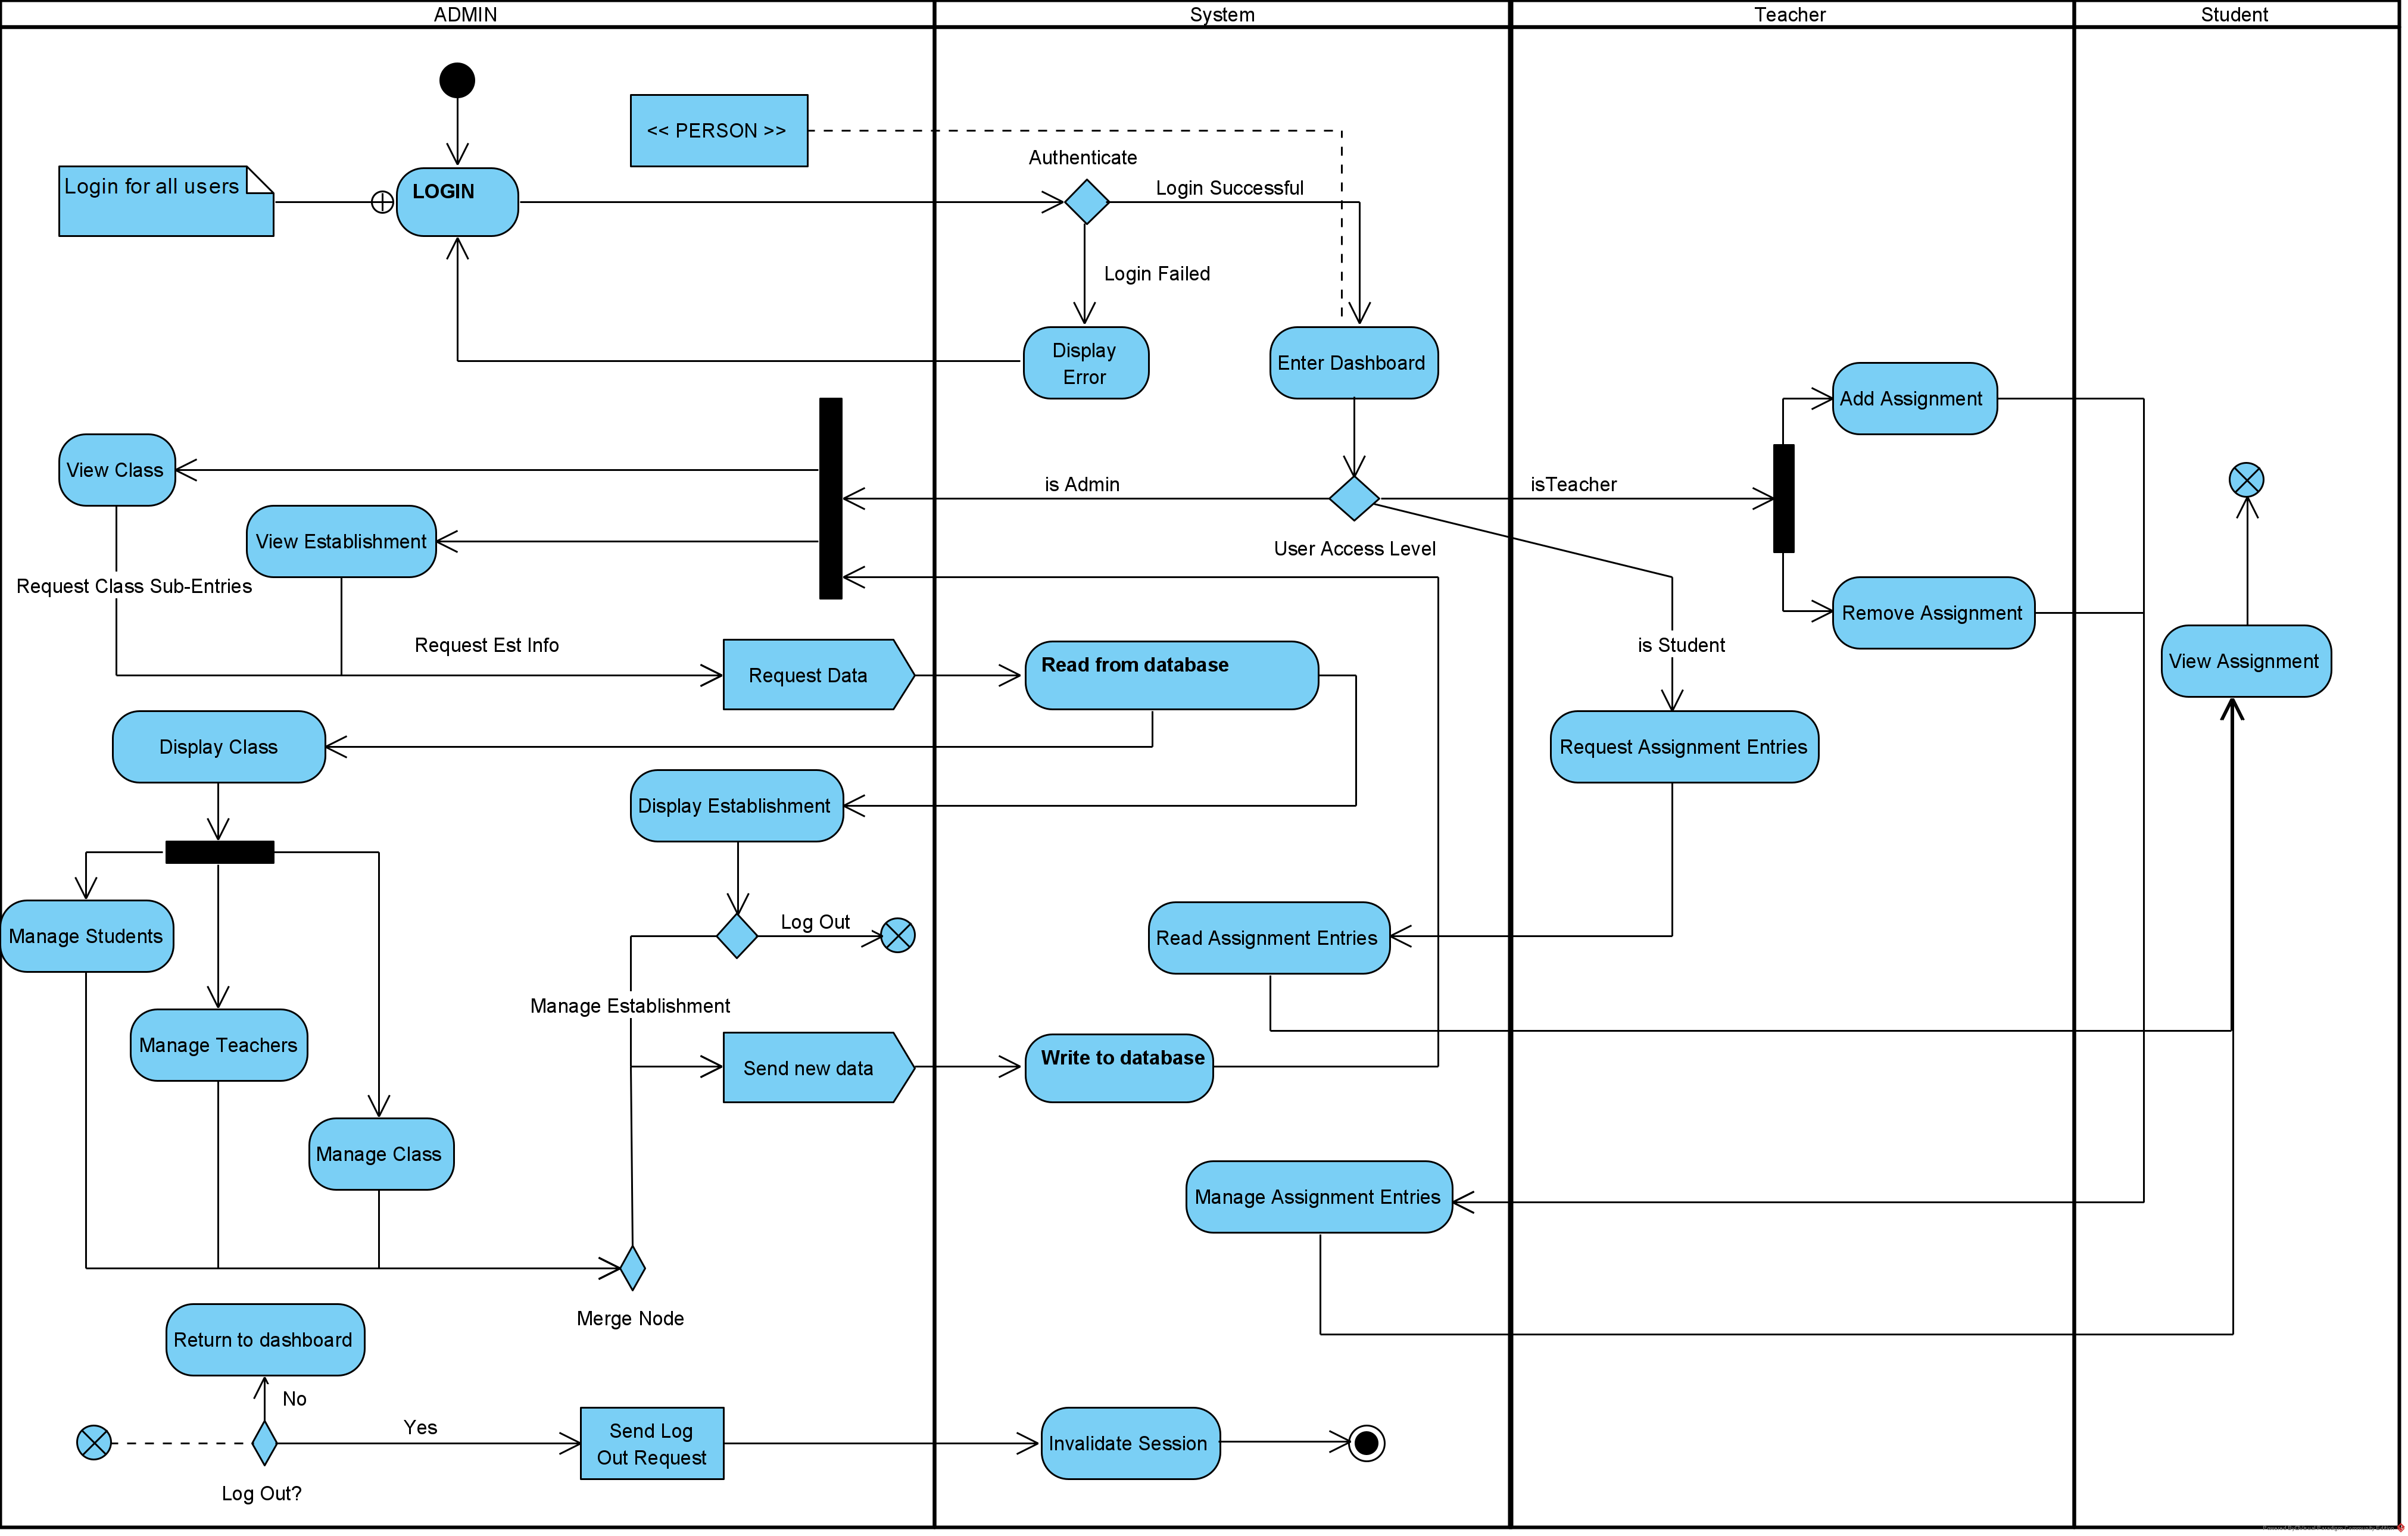 ADMIN
System
Teacher
Student
<< PERSON >>
Authenticate
Login for all users
LOGIN
Login Successful
Login Failed
Display
Error
Enter Dashboard
Add Assignment
View Class
is Admin
isTeacher
View Establishment
User Access Level
Request Class Sub-Entries
Remove Assignment
Request Est Info
is Student
Request Data
Read from database
View Assignment
Display Class
Request Assignment Entries
Display Establishment
Log Out
Manage Students
Read Assignment Entries
Manage Establishment
Manage Teachers
Send new data
Write to database
Manage Class
Manage Assignment Entries
Merge Node
Return to dashboard
No
Yes
Send Log
Out Request
Invalidate Session
Log Out?